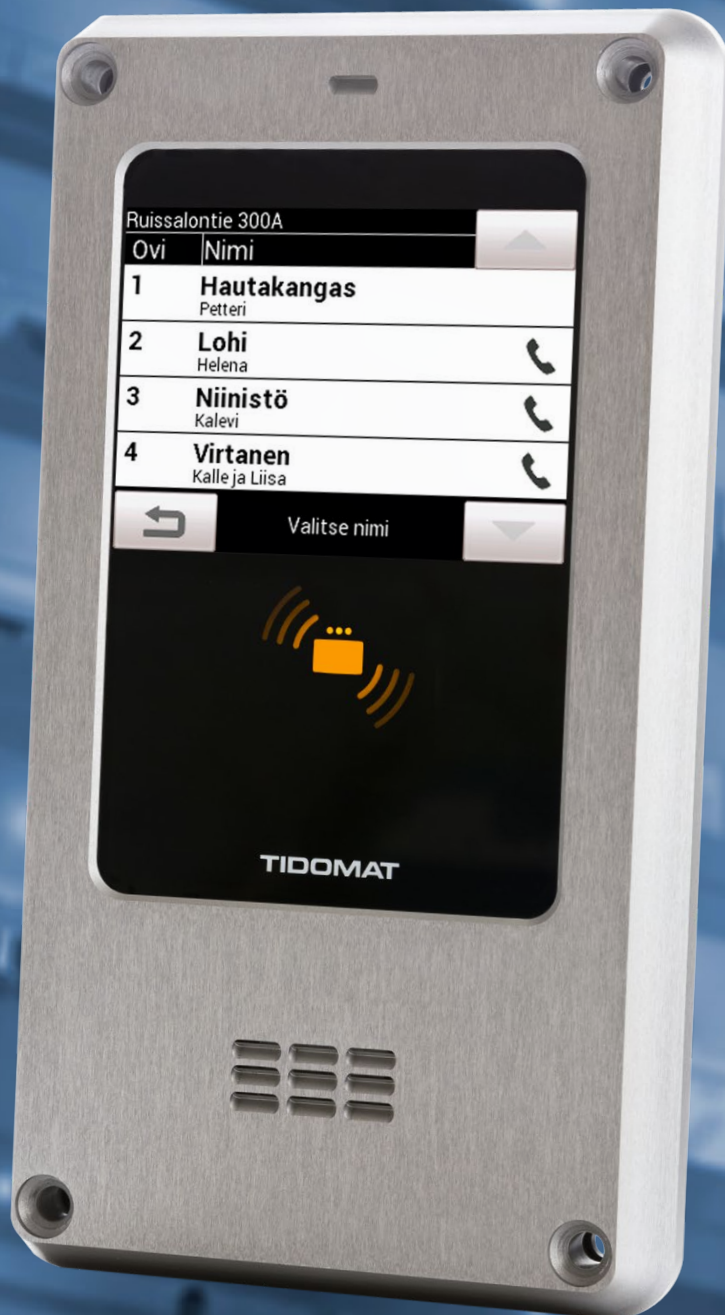 Ruissalontie 300A
Ovi Nimi
1 Hautakangas
Petteri
2 Lohi
Helena
3 Niinistö
Kalevi
4 Virtanen
Kalle ja Liisa
Valitse nimi
TIDOMAT